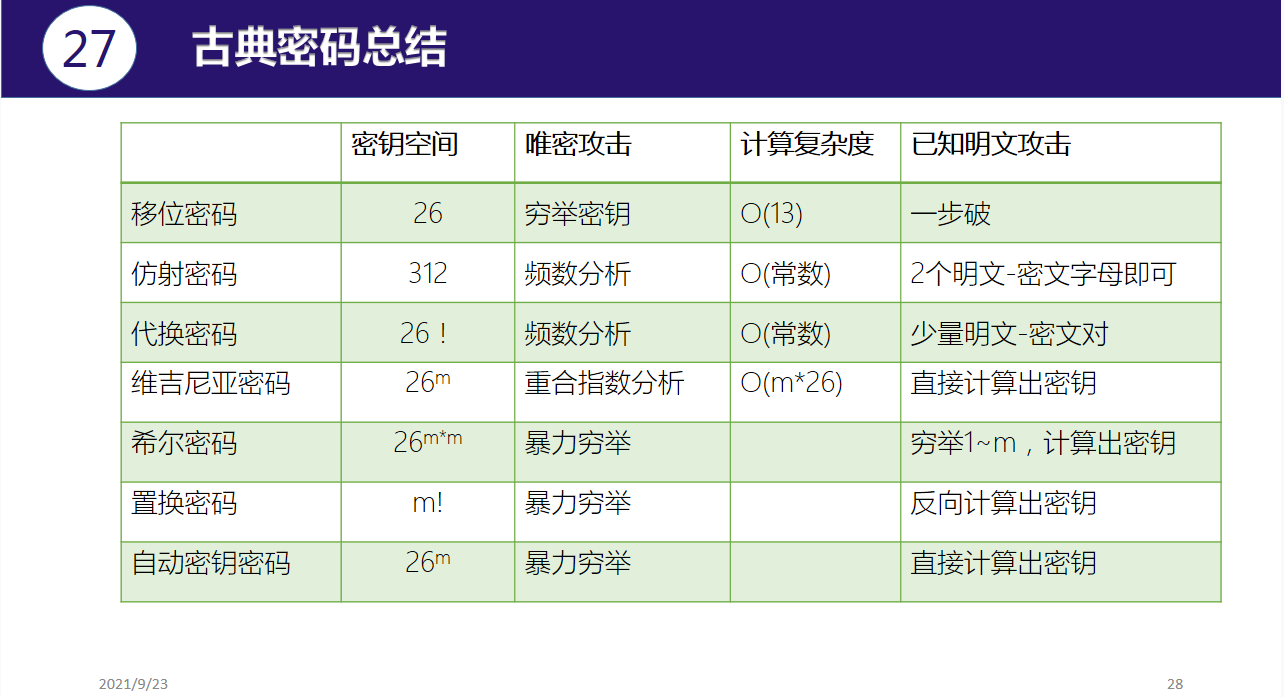 27
古典密码总结
密钥空间 唯密攻击 计算复杂度 已知明文攻击
移位密码 26 穷举密钥 O(13) 一步破
仿射密码 312 频数分析 O(常数) 2个明文-密文字母即可
代换密码 26！ 频数分析 O(常数) 少量明文-密文对
维吉尼亚密码 26ᵐ 重合指数分析 O(m*26) 直接计算出密钥
希尔密码 26ᵐ*ᵐ 暴力穷举 穷举1~m，计算出密钥
置换密码 m! 暴力穷举 反向计算出密钥
自动密钥密码 26ᵐ 暴力穷举 直接计算出密钥
2021/9/23 28